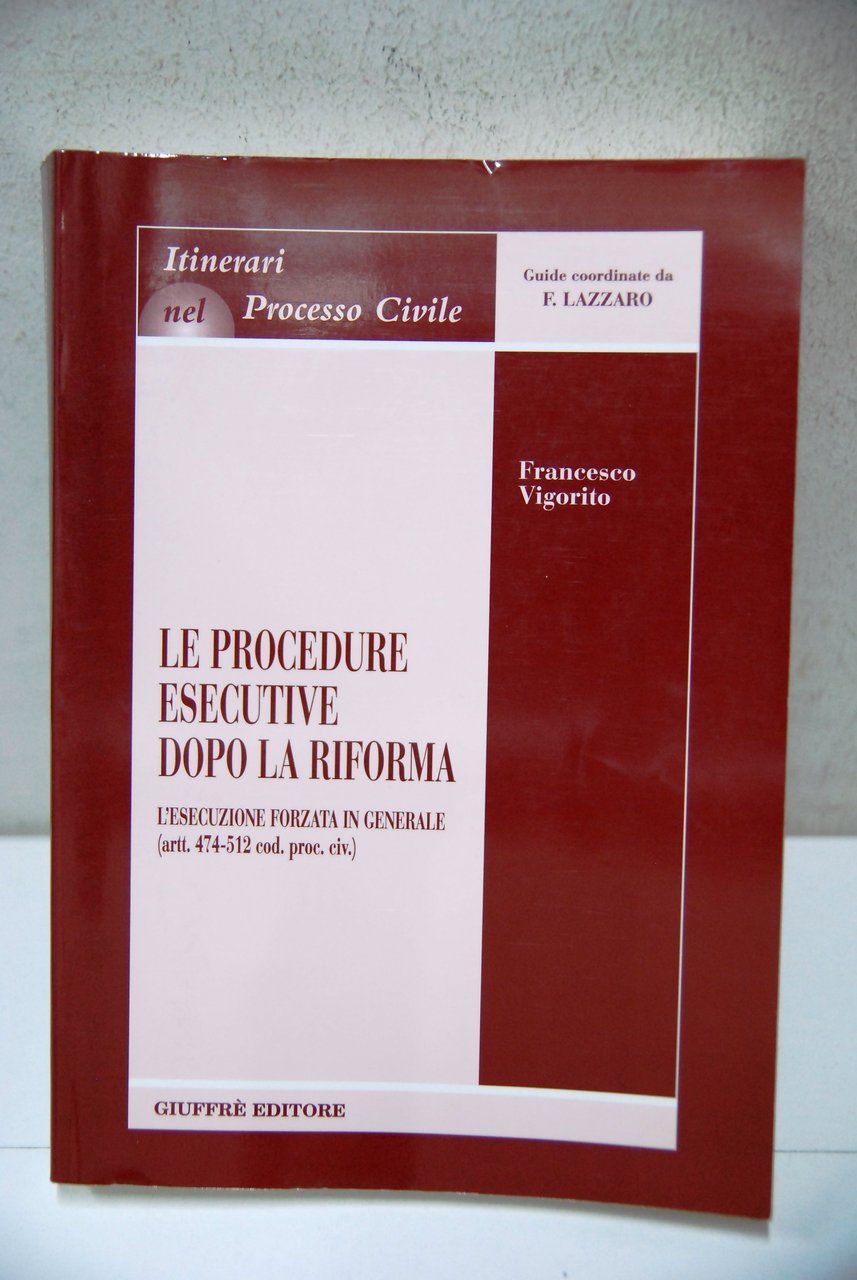 Itinerari
nel Processo Civile
Guide coordinate da
F. LAZZARO
Francesco
Vigorito
LE PROCEDURE
ESECUTIVE
DOPO LA RIFORMA
L'ESECUZIONE FORZATA IN GENERALE
(artt. 474-512 cod. proc. civ.)
GIUFFRÈ EDITORE